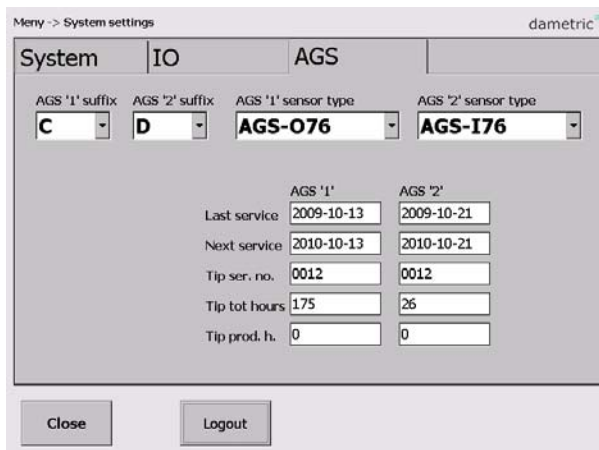 Meny -> System settings dametric
System IO AGS
AGS '1' suffix AGS '2' suffix AGS '1' sensor type AGS '2' sensor type
C D AGS-O76 AGS-I76
AGS '1' AGS '2'
Last service 2009-10-13 2009-10-21
Next service 2010-10-13 2010-10-21
Tip ser. no. 0012 0012
Tip tot hours 175 26
Tip prod. h. 0 0
Close Logout